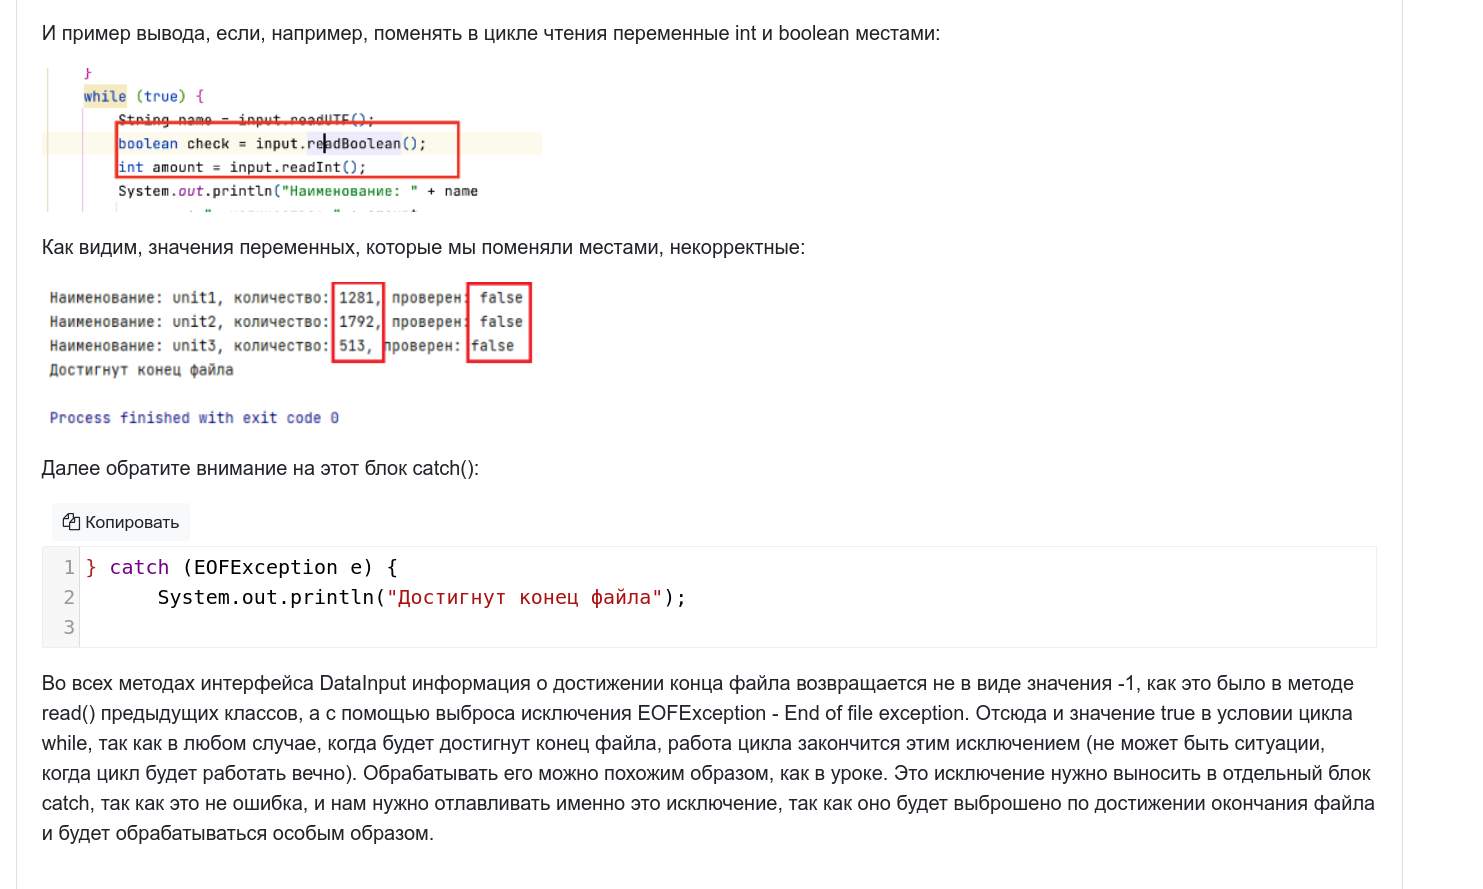 И пример вывода, если, например, поменять в цикле чтения переменные int и boolean местами:
}
while (true) {
String name = input.readUTF();
boolean check = input.readBoolean();
int amount = input.readInt();
System.out.println("Наименование: " + name
Как видим, значения переменных, которые мы поменяли местами, некорректные:
Наименование: unit1, количество: 1281, проверен: false
Наименование: unit2, количество: 1792, проверен: false
Наименование: unit3, количество: 513, проверен: false
Достигнут конец файла
Process finished with exit code 0
Далее обратите внимание на этот блок catch():
Копировать
1 } catch (EOFException e) {
2 System.out.println("Достигнут конец файла");
3
Во всех методах интерфейса DataInput информация о достижении конца файла возвращается не в виде значения -1, как это было в методе
read() предыдущих классов, а с помощью выброса исключения EOFException - End of file exception. Отсюда и значение true в условии цикла
while, так как в любом случае, когда будет достигнут конец файла, работа цикла закончится этим исключением (не может быть ситуации,
когда цикл будет работать вечно). Обрабатывать его можно похожим образом, как в уроке. Это исключение нужно выносить в отдельный блок
catch, так как это не ошибка, и нам нужно отлавливать именно это исключение, так как оно будет выброшено по достижении окончания файла
и будет обрабатываться особым образом.